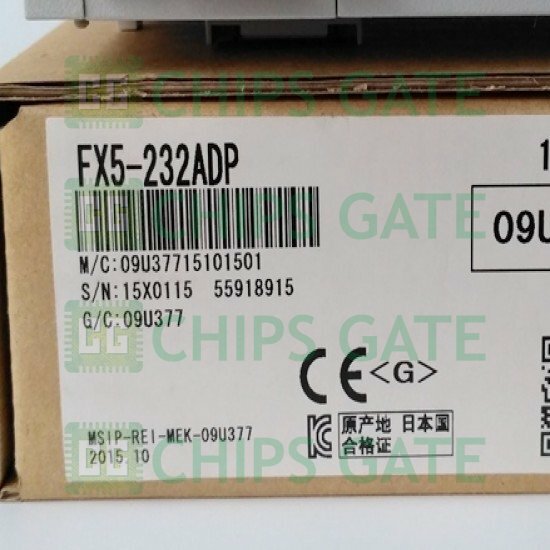 CHIPS GATE
FX5-232ADP
1
CHIPS GATE
09U
M/C:09U37715101501
S/N:15X0115 55918915
G/C:09U377
CHIPS GATE
CE <G>
原产地 日本国
合格证
MSIP-REI-MEK-09U377
2015.10
CHIPS GATE